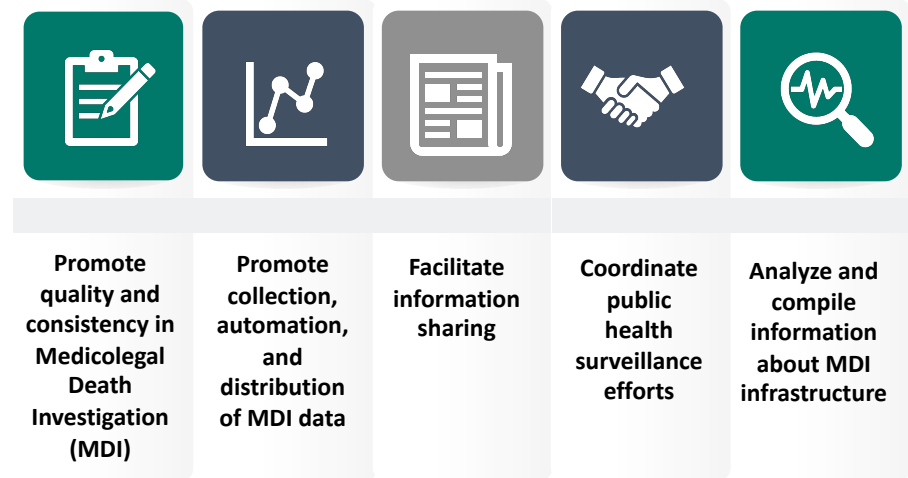 Promote
quality and
consistency in
Medicolegal
Death
Investigation
(MDI)
Promote
collection,
automation,
and
distribution
of MDI data
Facilitate
information
sharing
Coordinate
public
health
surveillance
efforts
Analyze and
compile
information
about MDI
infrastructure